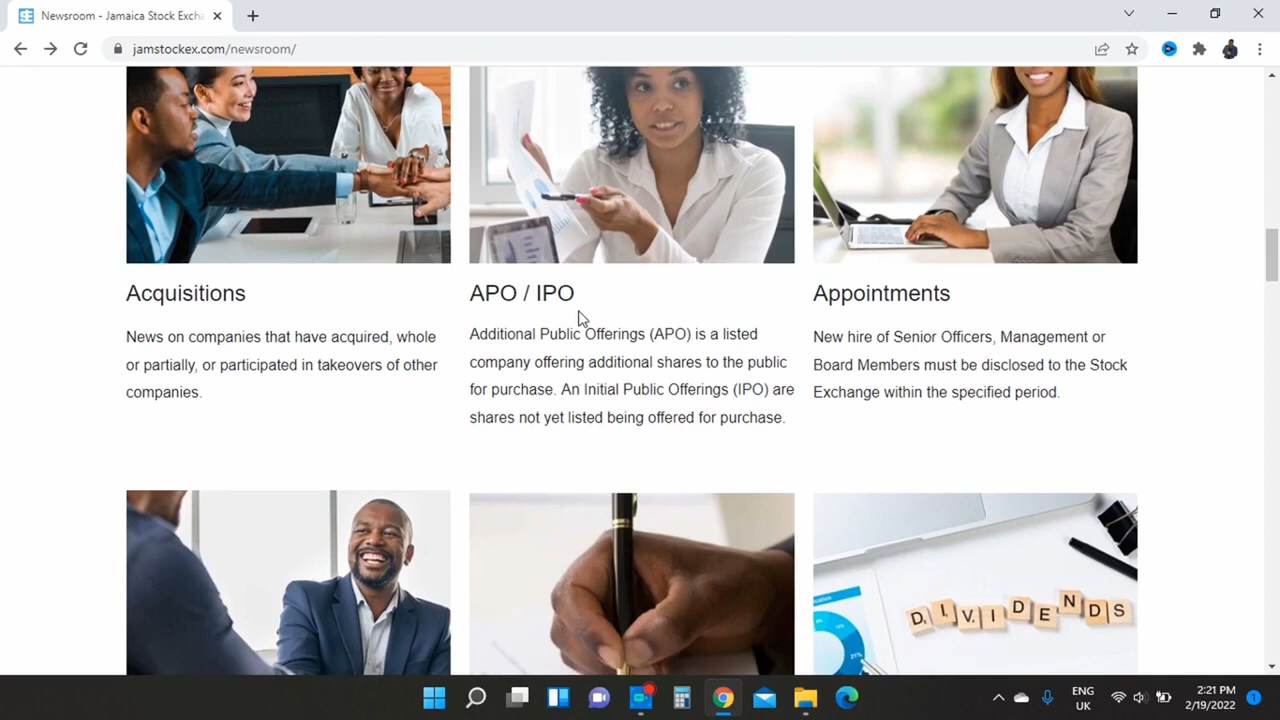 Newsroom - Jamaica Stock Excha
jamstockex.com/newsroom/
Acquisitions
News on companies that have acquired, whole
or partially, or participated in takeovers of other
companies.
APO / IPO
Additional Public Offerings (APO) is a listed
company offering additional shares to the public
for purchase. An Initial Public Offerings (IPO) are
shares not yet listed being offered for purchase.
Appointments
New hire of Senior Officers, Management or
Board Members must be disclosed to the Stock
Exchange within the specified period.
DIVIDENDS
21%
ENG
UK
2:21 PM
2/19/2022
1